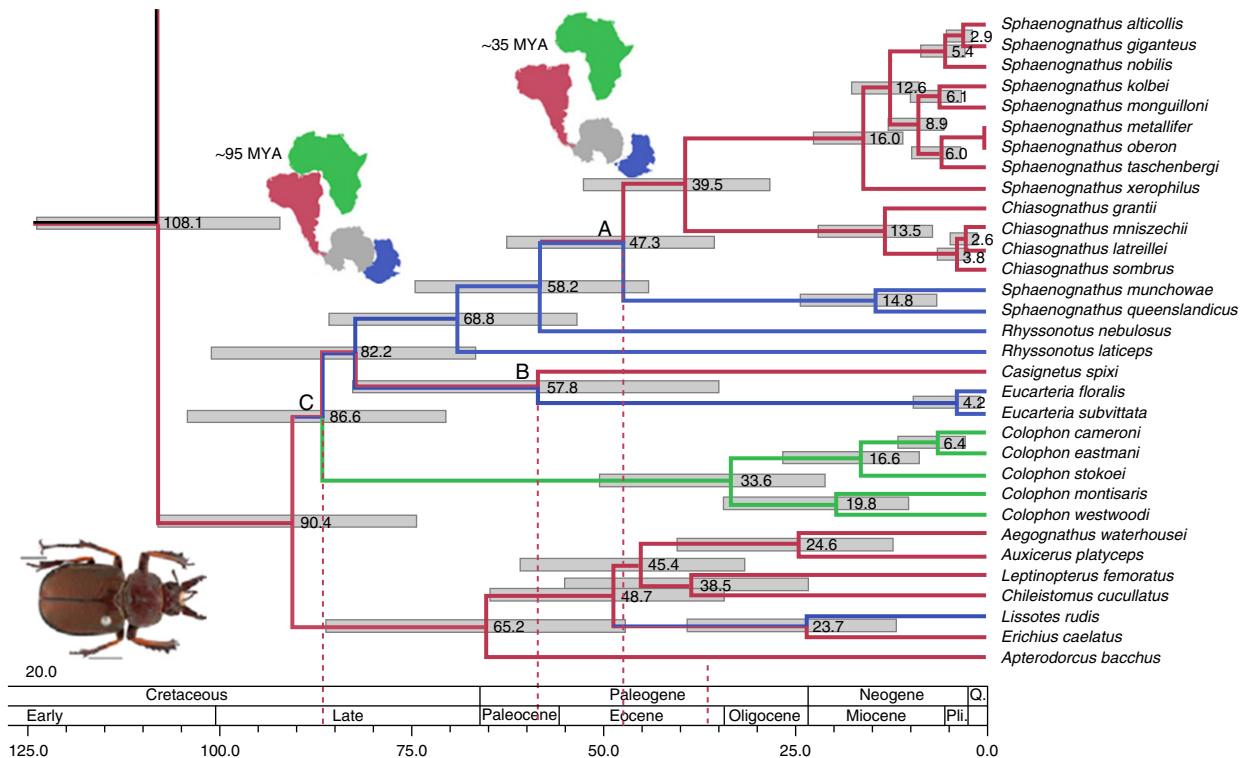 ~35 MYA
~95 MYA
Sphaenognathus alticollis
2.9
Sphaenognathus giganteus
5.4
Sphaenognathus nobilis
12.6
Sphaenognathus kolbei
6.1
Sphaenognathus monguilloni
8.9
Sphaenognathus metallifer
16.0
Sphaenognathus oberon
6.0
Sphaenognathus taschenbergi
39.5
Sphaenognathus xerophilus
Chiasognathus grantii
108.1
13.5
Chiasognathus mniszechii
2.6
A
47.3
Chiasognathus latreillei
3.8
Chiasognathus sombrus
58.2
Sphaenognathus munchowae
14.8
Sphaenognathus queenslandicus
68.8
Rhyssonotus nebulosus
82.2
Rhyssonotus laticeps
B
Casignetus spixi
57.8
Eucarteria floralis
C
4.2
86.6
Eucarteria subvittata
Colophon cameroni
6.4
Colophon eastmani
16.6
Colophon stokoei
33.6
Colophon montisaris
19.8
Colophon westwoodi
90.4
Aegognathus waterhousei
24.6
Auxicerus platyceps
45.4
Leptinopterus femoratus
38.5
Chileistomus cucullatus
48.7
Lissotes rudis
65.2
23.7
Erichius caelatus
Apterodorcus bacchus
20.0
Cretaceous Paleogene Neogene Q.
Early Late Paleocene Eocene Oligocene Miocene Pli.
125.0 100.0 75.0 50.0 25.0 0.0